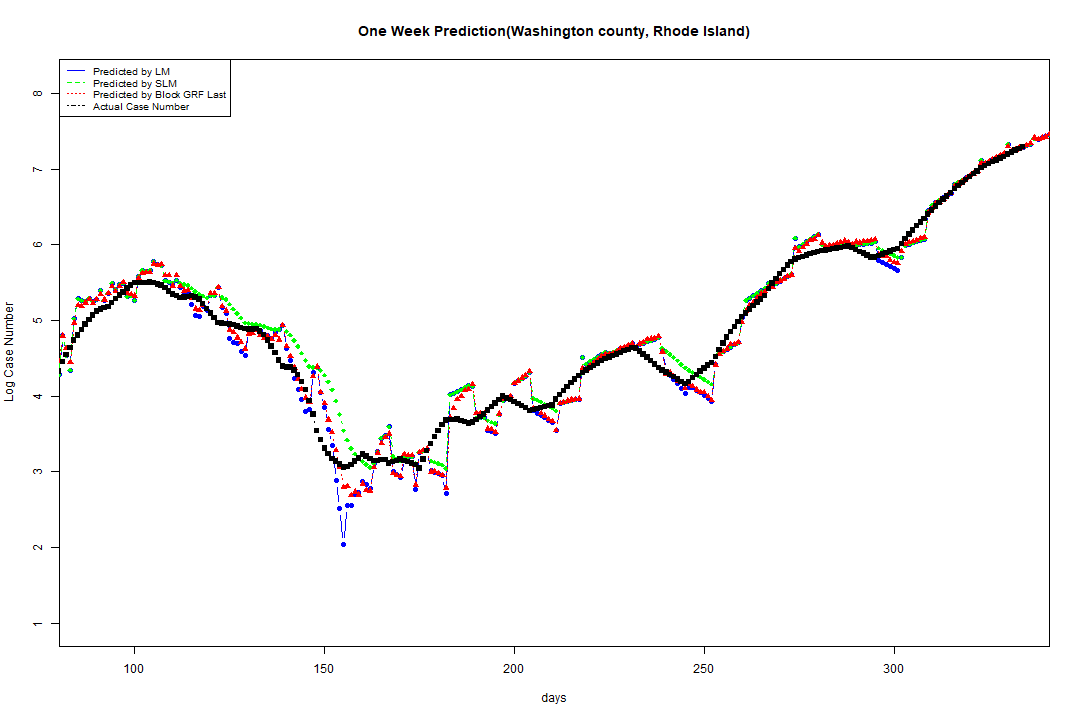 One Week Prediction(Washington county, Rhode Island)
Predicted by LM
Predicted by SLM
Predicted by Block GRF Last
Actual Case Number
8
7
6
5
4
3
2
1
Log Case Number
100 150 200 250 300
days